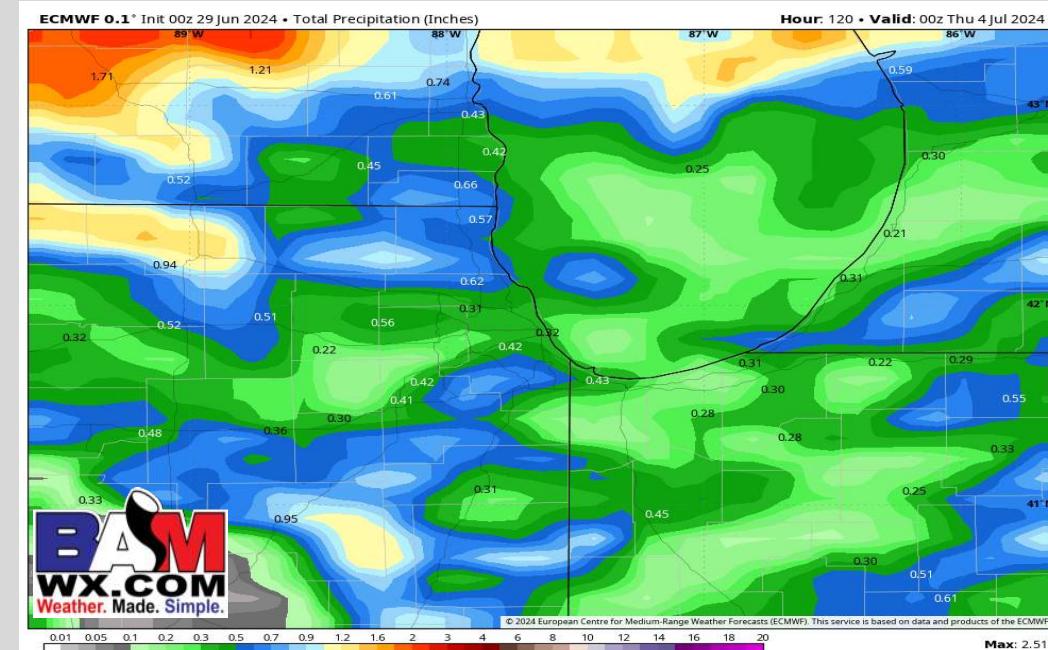 ECMWF 0.1° Init 00z 29 Jun 2024 • Total Precipitation (Inches) Hour: 120 • Valid: 00z Thu 4 Jul 2024
89°W 88°W 87°W 86°W
1.71 1.21 0.74 0.59
0.61
43°N
0.43
0.42 0.30
0.45 0.25
0.52 0.66
0.57
0.21
0.94
0.62 0.31
0.31 42°N
0.52 0.51 0.56
0.32 0.32
0.22 0.42
0.31 0.22 0.29
0.42 0.43
0.41 0.30 0.55
0.30 0.28
0.48 0.36 0.28
0.33
0.31 0.25
0.33 41°N
0.95 0.45
0.30
0.51
0.61
BAM
WX.COM
Weather. Made. Simple.
© 2024 European Centre for Medium-Range Weather Forecasts (ECMWF). This service is based on data and products of the ECMWF
0.01 0.05 0.1 0.2 0.3 0.5 0.7 0.9 1.2 1.6 2 3 4 6 8 10 12 14 16 18 20
Max: 2.51